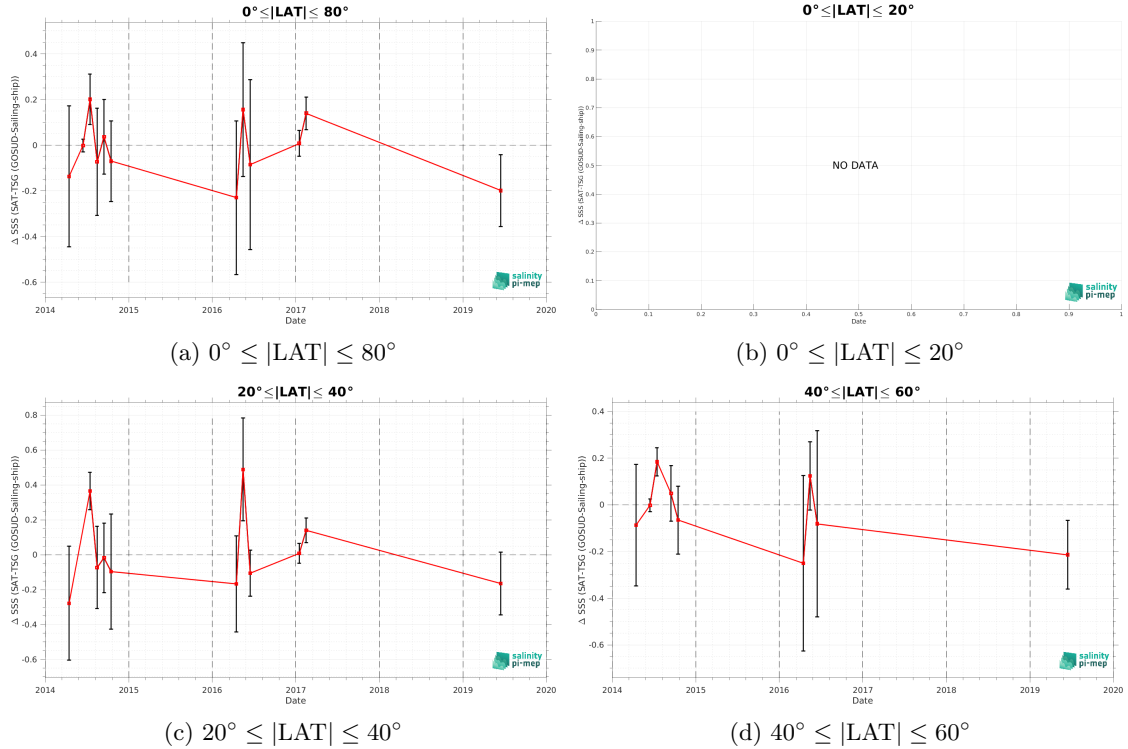 0°≤|LAT|≤ 80°
Δ SSS (SAT-TSG (GOSUD-Sailing-ship))
0.4
0.2
0
-0.2
-0.4
-0.6
2014
2015
2016
2017
2018
2019
2020
Date
salinity
pi-mep
(a) 0° ≤ |LAT| ≤ 80°
0°≤|LAT|≤ 20°
Δ SSS (SAT-TSG (GOSUD-Sailing-ship))
1
0.9
0.8
0.7
0.6
0.5
0.4
0.3
0.2
0.1
0
NO DATA
0
0.1
0.2
0.3
0.4
0.5
0.6
0.7
0.8
0.9
1
Date
salinity
pi-mep
(b) 0° ≤ |LAT| ≤ 20°
20°≤|LAT|≤ 40°
Δ SSS (SAT-TSG (GOSUD-Sailing-ship))
0.8
0.6
0.4
0.2
0
-0.2
-0.4
-0.6
2014
2015
2016
2017
2018
2019
2020
Date
salinity
pi-mep
(c) 20° ≤ |LAT| ≤ 40°
40°≤|LAT|≤ 60°
Δ SSS (SAT-TSG (GOSUD-Sailing-ship))
0.4
0.2
0
-0.2
-0.4
-0.6
2014
2015
2016
2017
2018
2019
2020
Date
salinity
pi-mep
(d) 40° ≤ |LAT| ≤ 60°